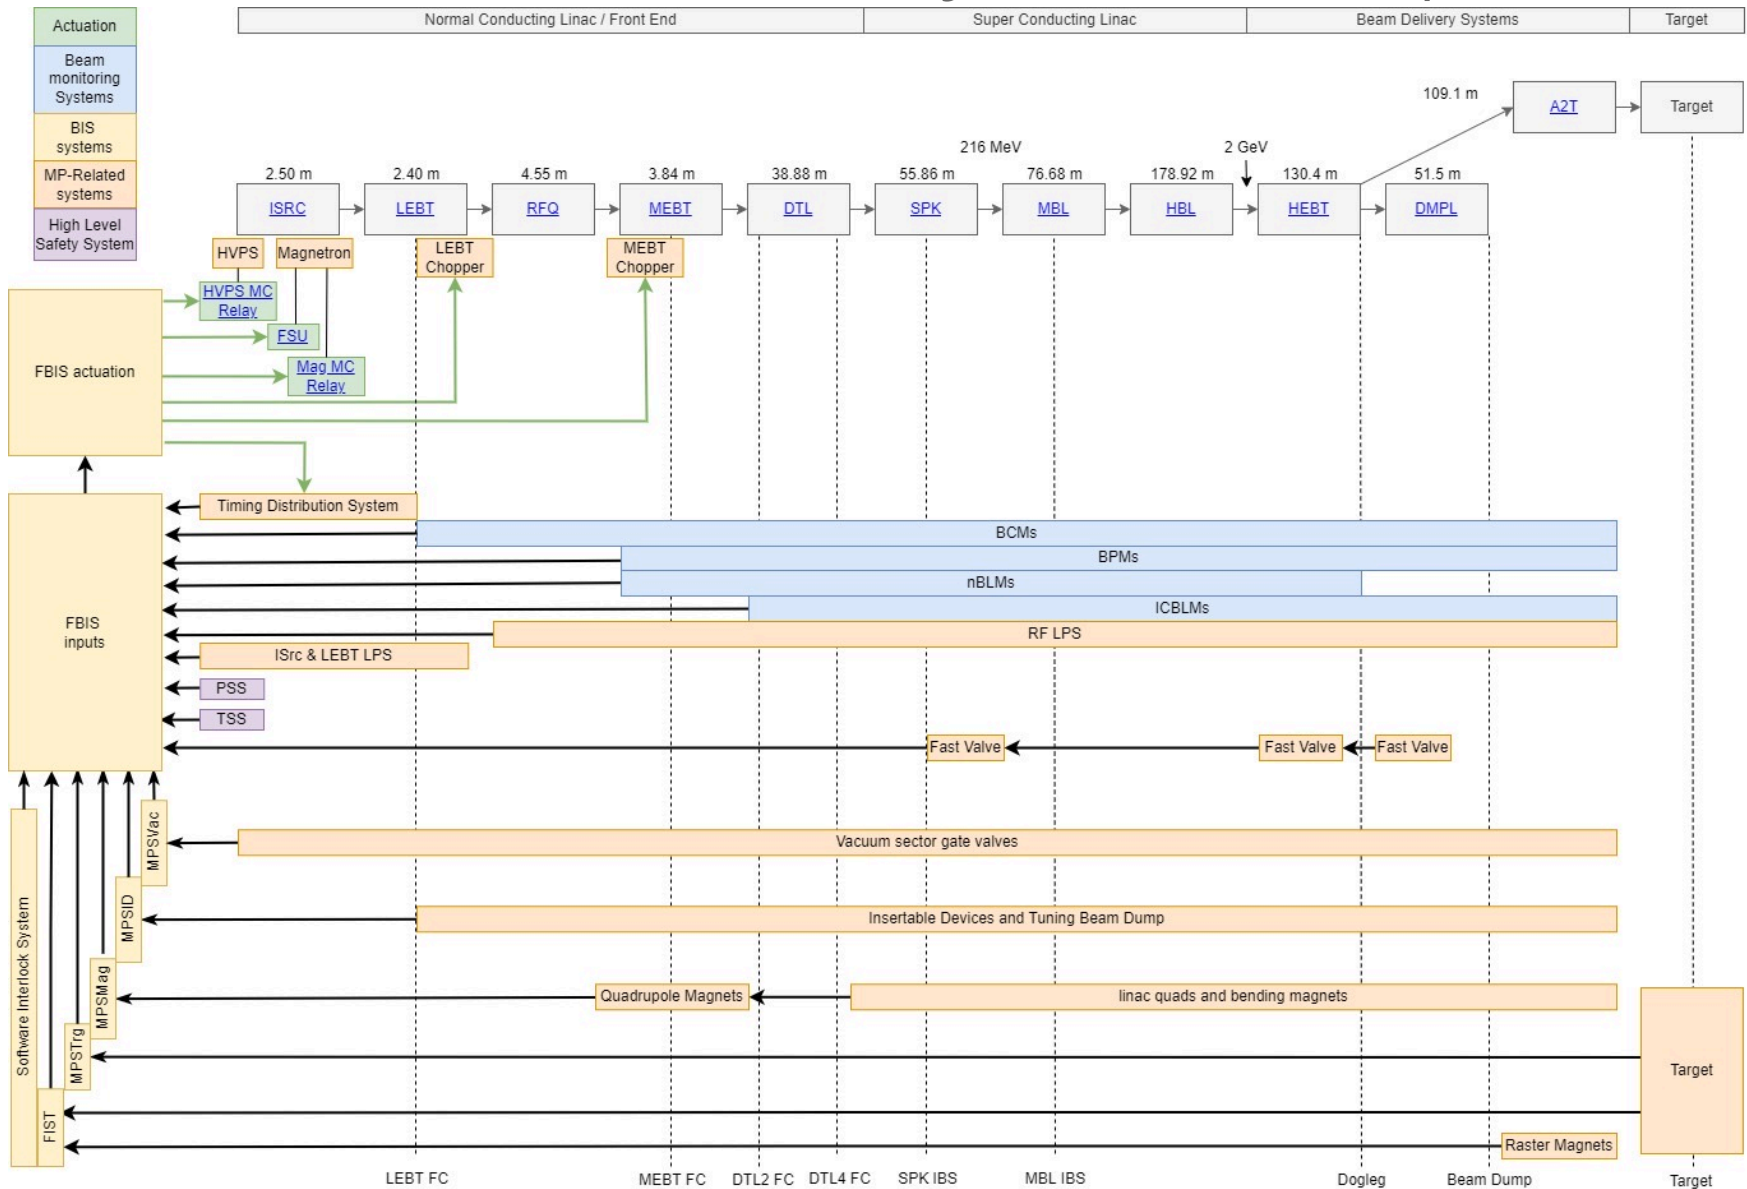 Normal Conducting Linac / Front End
Super Conducting Linac
Beam Delivery Systems
Target
Actuation
Beam
monitoring
Systems
BIS
systems
MP-Related
systems
High Level
Safety System
109.1 m
A2T
Target
216 MeV
2 GeV
2.50 m
2.40 m
4.55 m
3.84 m
38.88 m
55.86 m
76.68 m
178.92 m
130.4 m
51.5 m
ISRC
LEBT
RFQ
MEBT
DTL
SPK
MBL
HBL
HEBT
DMPL
HVPS
Magnetron
LEBT
Chopper
MEBT
Chopper
HVPS MC
Relay
FSU
Mag MC
Relay
FBIS actuation
Timing Distribution System
BCMs
BPMs
nBLMs
ICBLMs
FBIS
inputs
RF LPS
ISrc & LEBT LPS
PSS
TSS
Fast Valve
Fast Valve
Fast Valve
MPSVac
Vacuum sector gate valves
MPSID
Insertable Devices and Tuning Beam Dump
Software Interlock System
MPSMag
Quadrupole Magnets
linac quads and bending magnets
MPSTrg
Target
FIST
Raster Magnets
LEBT FC
MEBT FC
DTL2 FC
DTL4 FC
SPK IBS
MBL IBS
Dogleg
Beam Dump
Target